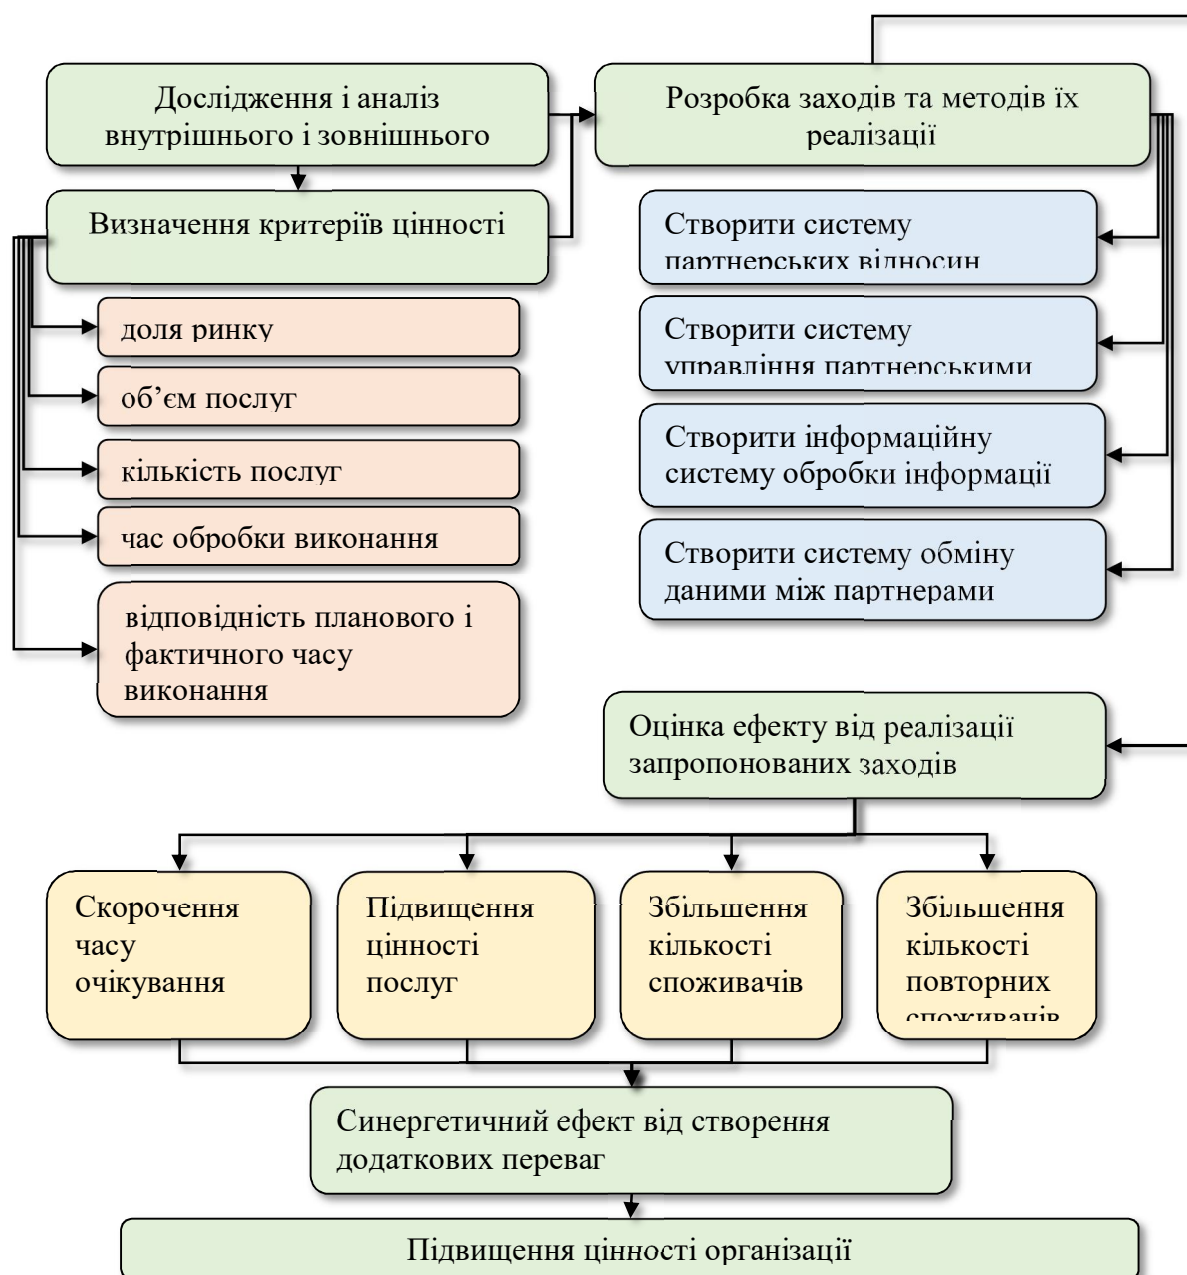 Дослідження і аналіз
внутрішнього і зовнішнього
Визначення критеріїв цінності
доля ринку
об’єм послуг
кількість послуг
час обробки виконання
відповідність планового і
фактичного часу
виконання
Розробка заходів та методів їх
реалізації
Створити систему
партнерських відносин
Створити систему
управління партнерськими
Створити інформаційну
систему обробки інформації
Створити систему обміну
даними між партнерами
Оцінка ефекту від реалізації
запропонованих заходів
Скорочення
часу
очікування
Підвищення
цінності
послуг
Збільшення
кількості
споживачів
Збільшення
кількості
повторних
споживачів
Синергетичний ефект від створення
додаткових переваг
Підвищення цінності організації